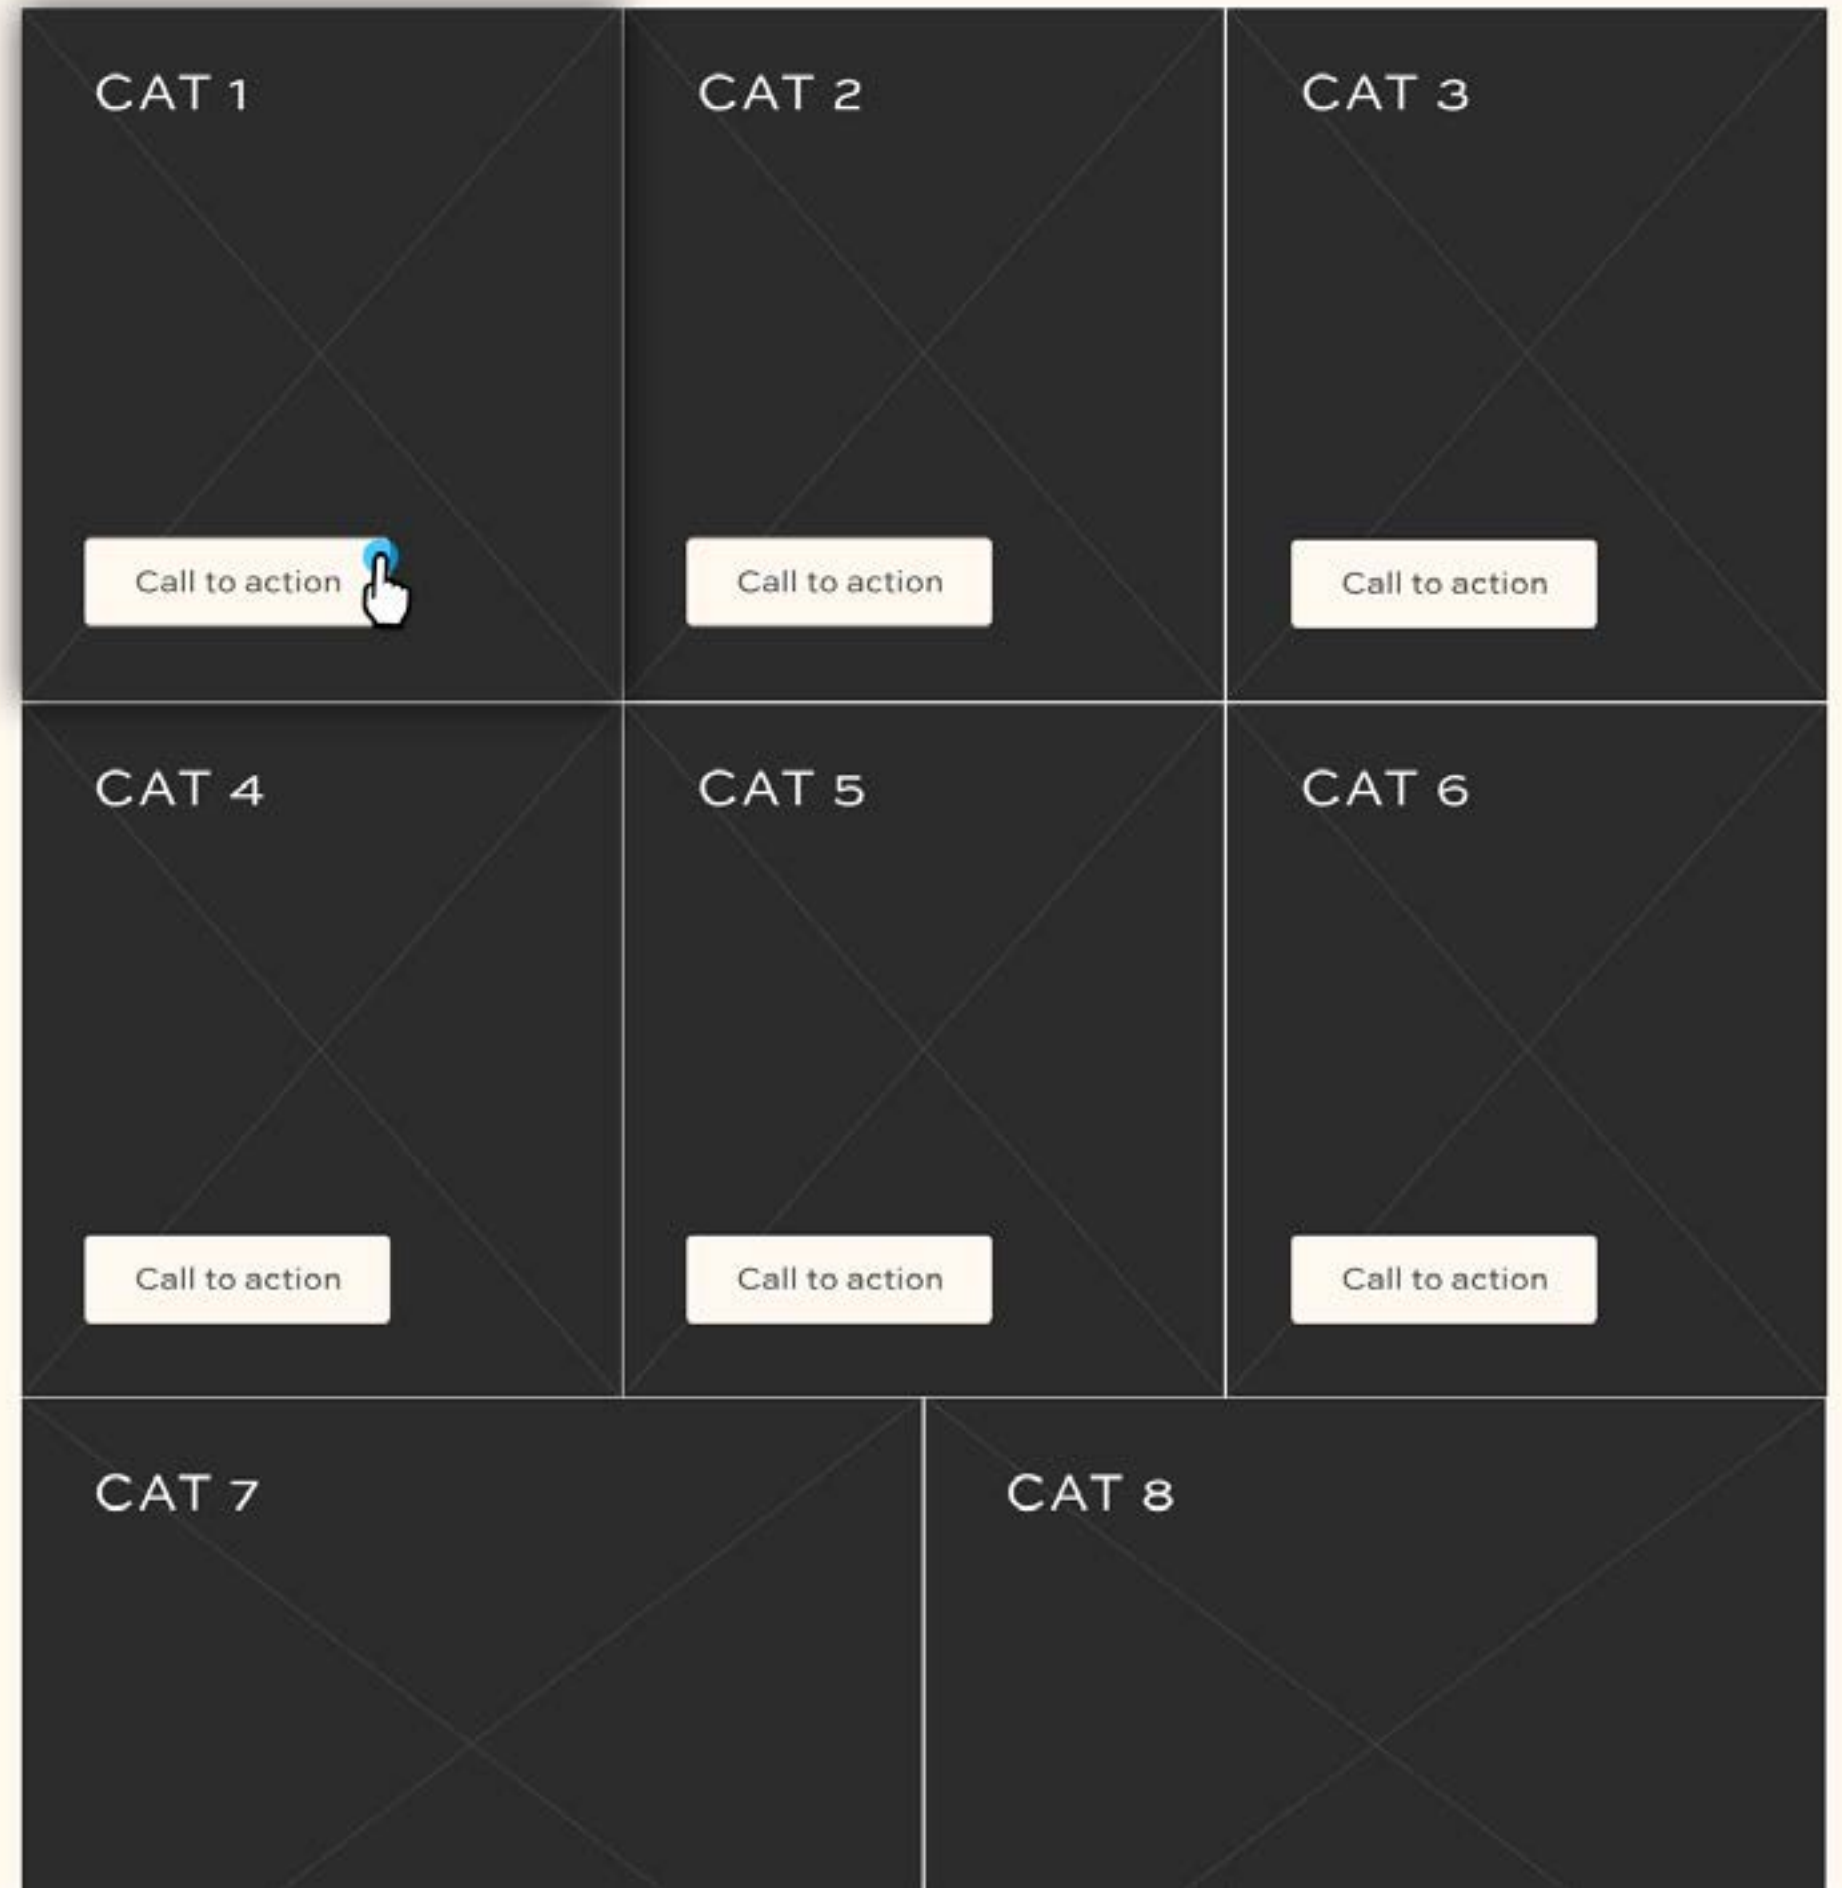 CAT 1
CAT 2
CAT 3
Call to action
Call to action
Call to action
CAT 4
CAT 5
CAT 6
Call to action
Call to action
Call to action
CAT 7
CAT 8